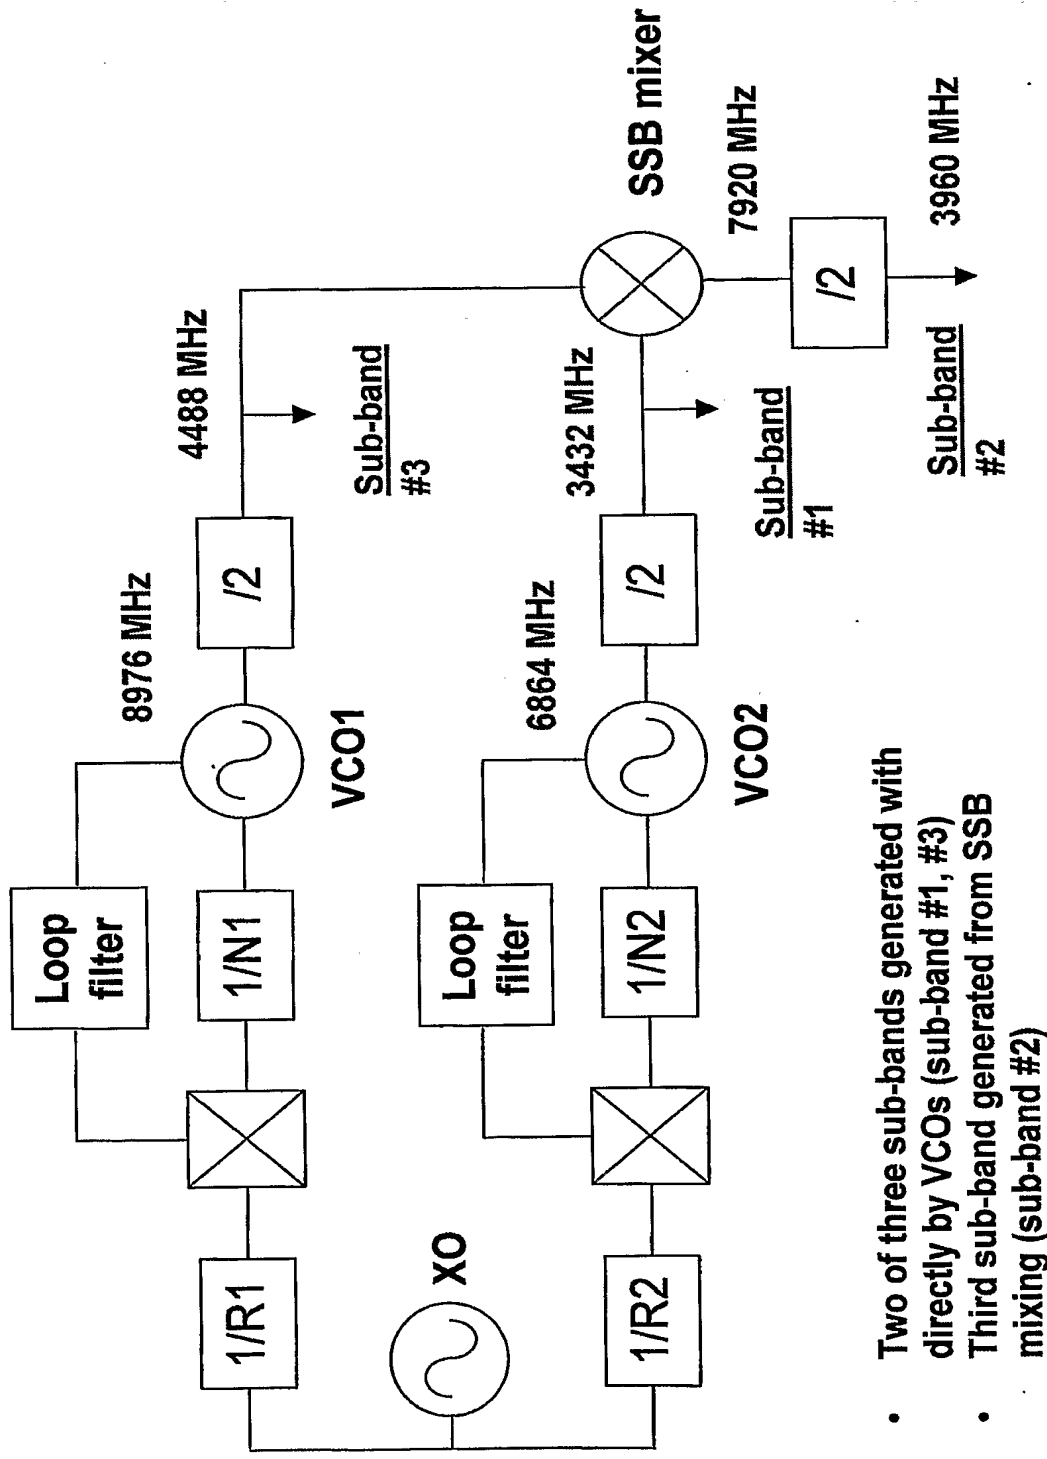 Loop
filter
8976 MHz
4488 MHz
1/R1
1/N1
/2
VCO1
Sub-band
#3
XO
Loop
filter
6864 MHz
3432 MHz
SSB mixer
1/R2
1/N2
/2
7920 MHz
VCO2
Sub-band
#1
/2
3960 MHz
Sub-band
#2
• Two of three sub-bands generated with
directly by VCOs (sub-band #1, #3)
• Third sub-band generated from SSB
mixing (sub-band #2)